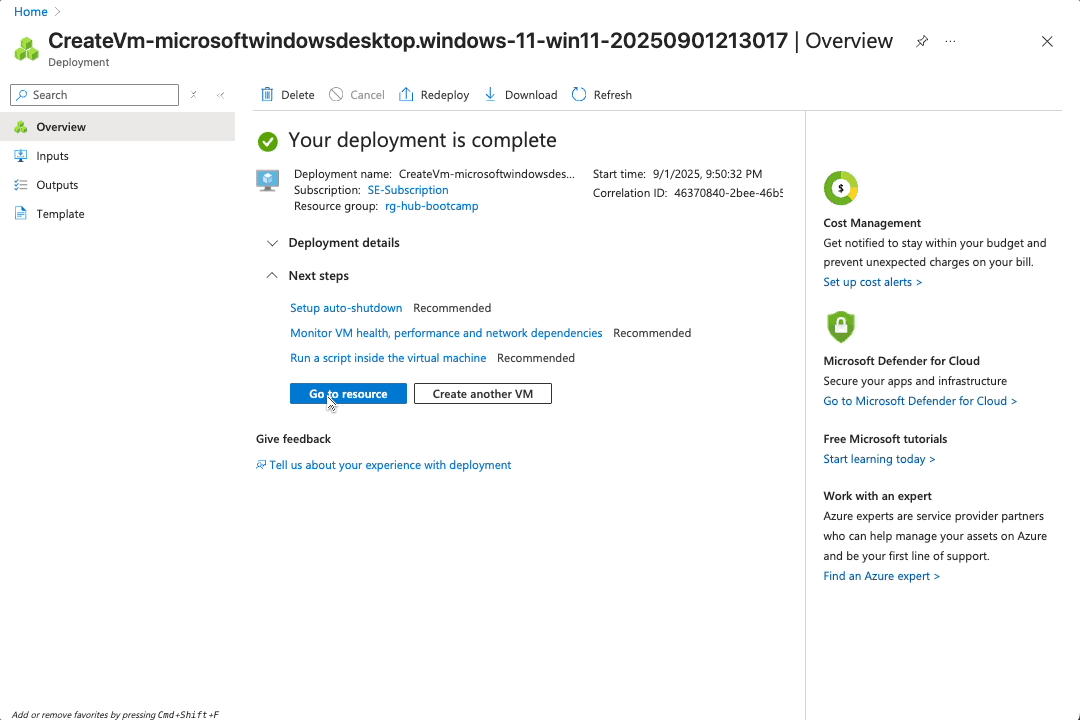 Home
CreateVm-microsoftwindowsdesktop.windows-11-win11-20250901213017 | Overview
Deployment
Search
Delete
Cancel
Redeploy
Download
Refresh
Overview
Inputs
Outputs
Template
Your deployment is complete
Deployment name: CreateVm-microsoftwindowsdes...
Subscription: SE-Subscription
Resource group: rg-hub-bootcamp
Start time: 9/1/2025, 9:50:32 PM
Correlation ID: 46370840-2bee-46b5
Deployment details
Next steps
Setup auto-shutdown Recommended
Monitor VM health, performance and network dependencies Recommended
Run a script inside the virtual machine Recommended
Go to resource
Create another VM
Give feedback
Tell us about your experience with deployment
Cost Management
Get notified to stay within your budget and
prevent unexpected charges on your bill.
Set up cost alerts >
Microsoft Defender for Cloud
Secure your apps and infrastructure
Go to Microsoft Defender for Cloud >
Free Microsoft tutorials
Start learning today >
Work with an expert
Azure experts are service provider partners
who can help manage your assets on Azure
and be your first line of support.
Find an Azure expert >
Add or remove favorites by pressing Cmd+Shift+F